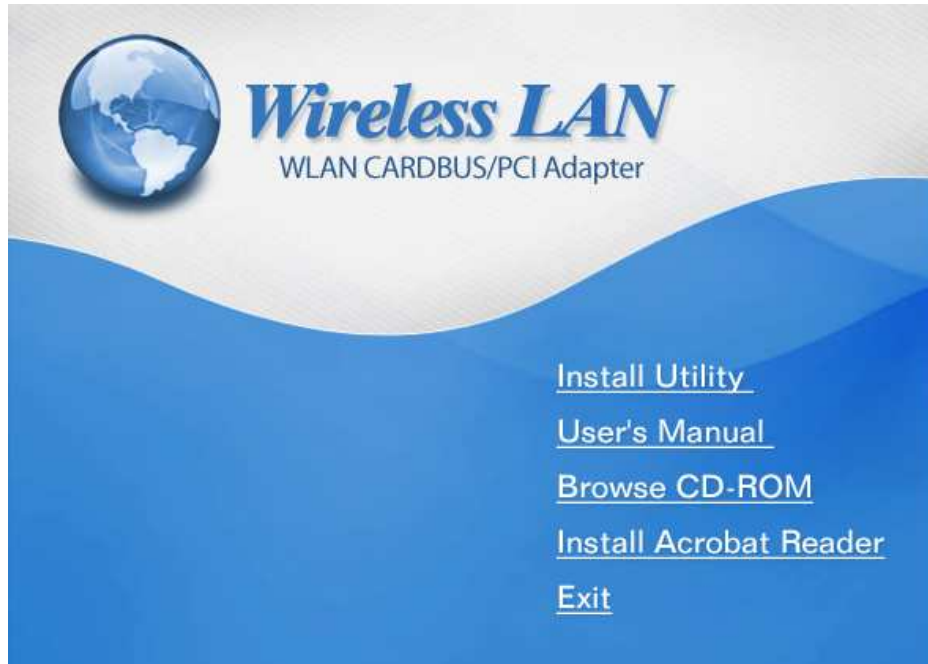 Wireless LAN
WLAN CARDBUS/PCI Adapter
Install Utility
User's Manual
Browse CD-ROM
Install Acrobat Reader
Exit